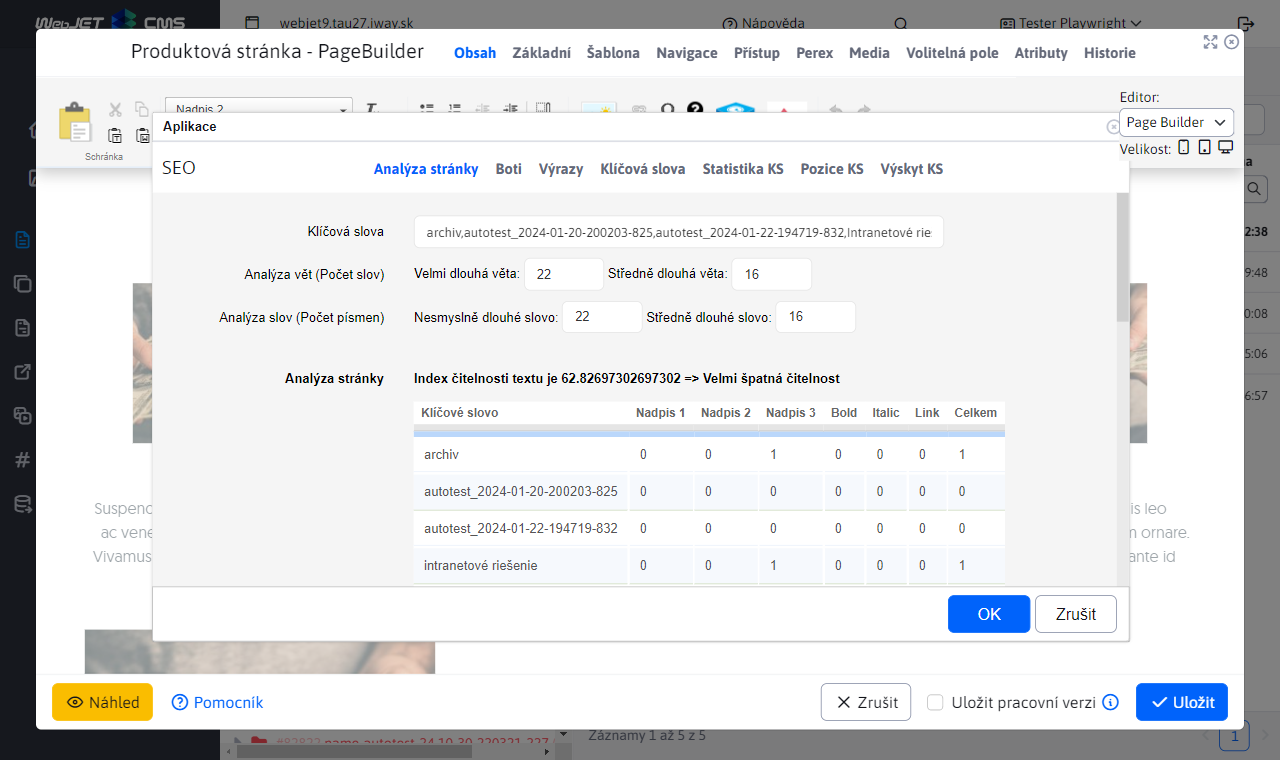 WebJET CMS
webjet9.tau27.iway.sk
Nápověda
Tester Playwright
Produktová stránka - PageBuilder
Obsah Základní Šablona Navigace Přístup Perex Media Volitelná pole Atributy Historie
Nadpis 2
Schránka
Editor:
Page Builder
Velikost:
Aplikace
SEO
Analýza stránky Boti Výrazy Klíčová slova Statistika KS Pozice KS Výskyt KS
Klíčová slova archiv,autotest_2024-01-20-200203-825,autotest_2024-01-22-194719-832,Intranetové rie
Analýza vět (Počet slov) Velmi dlouhá věta: 22 Středně dlouhá věta: 16
Analýza slov (Počet písmen) Nesmyslně dlouhé slovo: 22 Středně dlouhé slovo: 16
Analýza stránky Index čitelnosti textu je 62.82697302697302 => Velmi špatná čitelnost
Klíčové slovo Nadpis 1 Nadpis 2 Nadpis 3 Bold Italic Link Celkem
archiv 0 0 1 0 0 0 1
autotest_2024-01-20-200203-825 0 0 0 0 0 0 0
autotest_2024-01-22-194719-832 0 0 0 0 0 0 0
intranetové riešenie 0 0 1 0 0 0 1
OK Zrušit
2:38
9:48
0:08
5:06
6:57
Suspend
ac vene
Vivamus
is leo
m ornare.
ante id
Náhled
Pomocník
Zrušit
Uložit pracovní verzi
Uložit
#82822 name-autotest-24.10.30-220321-227
Záznamy 1 až 5 z 5
1